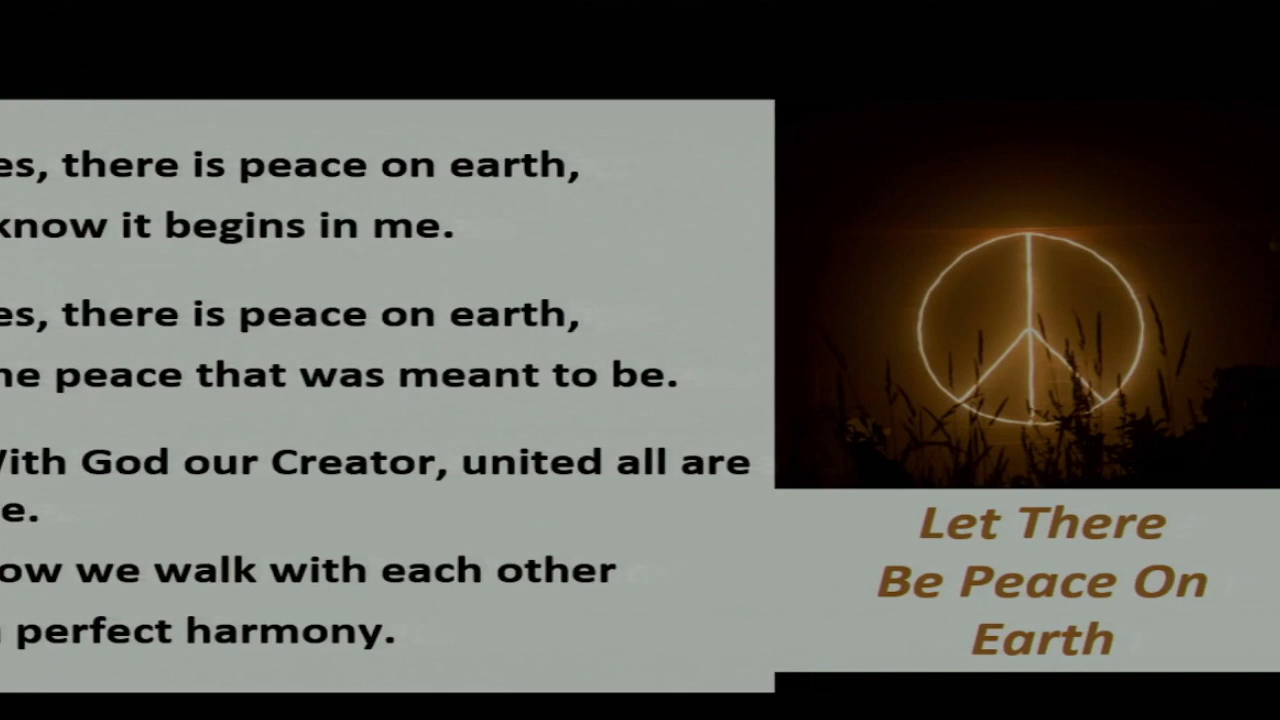 es, there is peace on earth,
know it begins in me.
es, there is peace on earth,
he peace that was meant to be.
ith God our Creator, united all are
e.
ow we walk with each other
perfect harmony.
Let There
Be Peace On
Earth